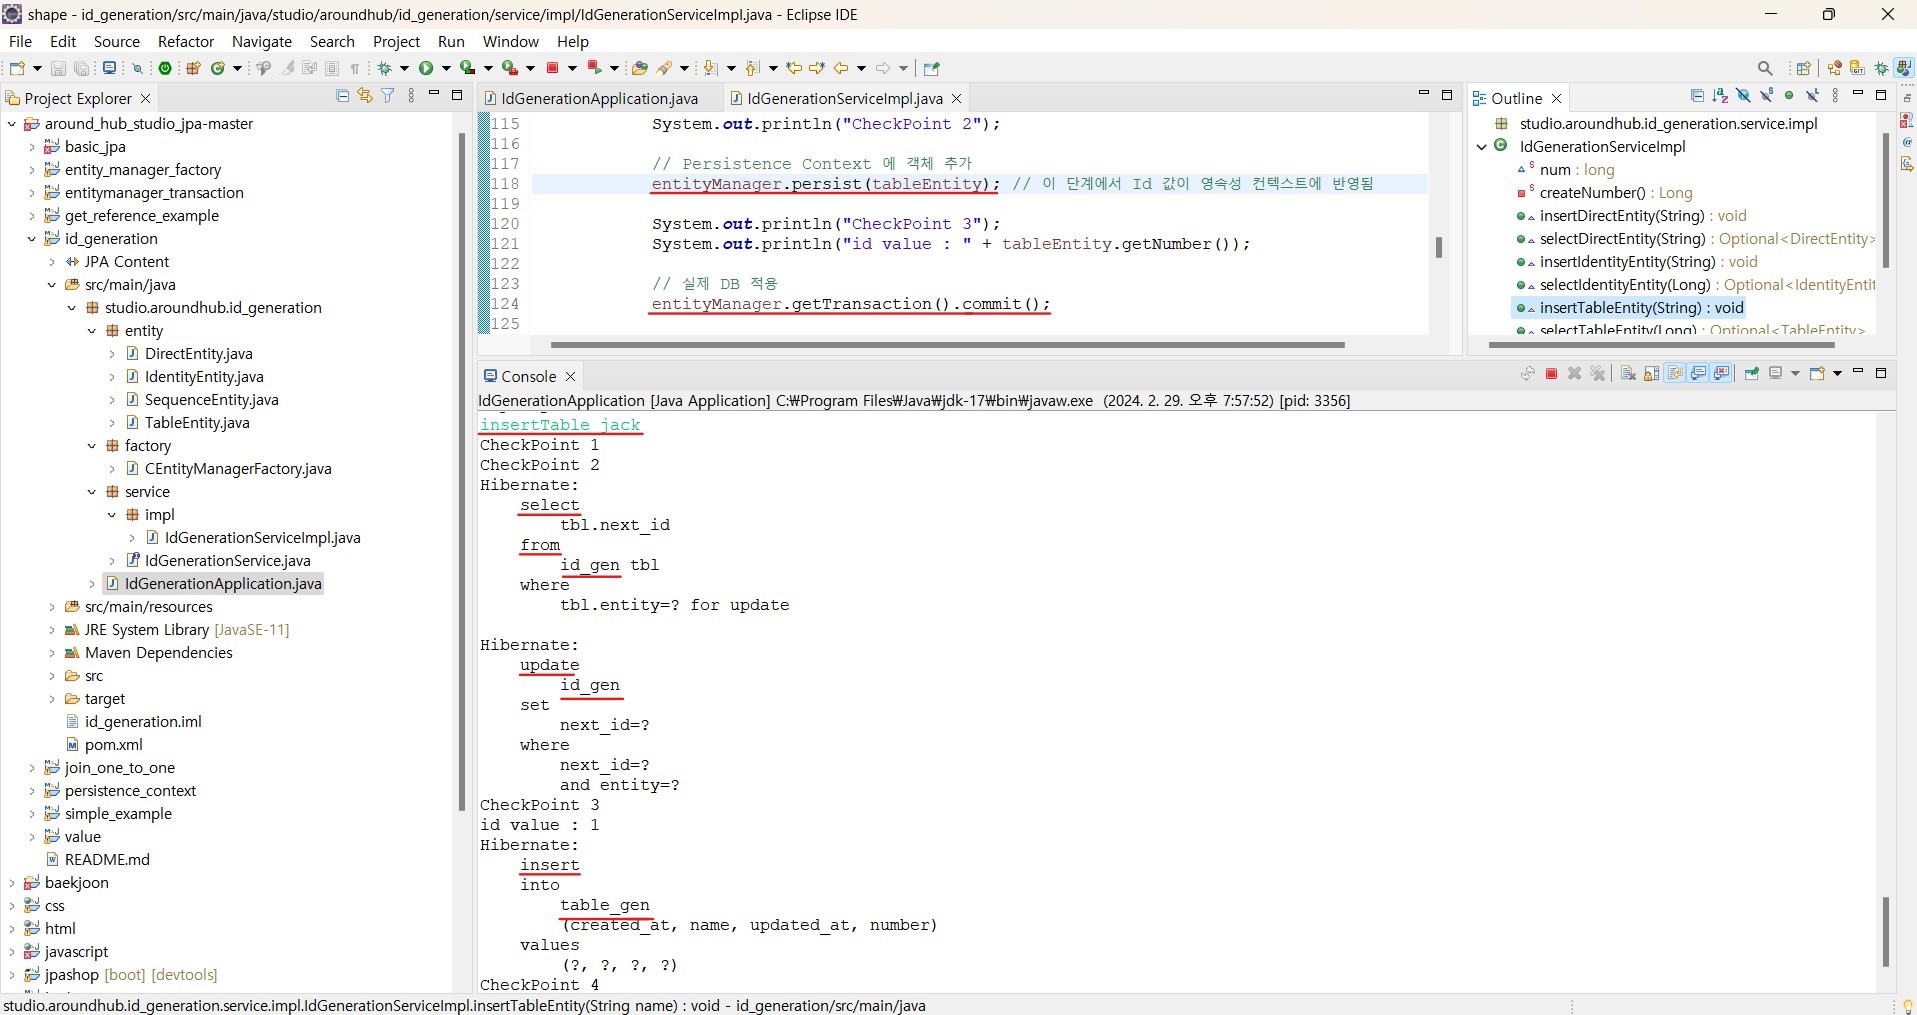 shape - id_generation/src/main/java/studio/aroundhub/id_generation/service/impl/IdGenerationServiceImpl.java - Eclipse IDE
File Edit Source Refactor Navigate Search Project Run Window Help
Project Explorer
around_hub_studio_jpa-master
basic_jpa
entity_manager_factory
entitymanager_transaction
get_reference_example
id_generation
JPA Content
src/main/java
studio.aroundhub.id_generation
entity
DirectEntity.java
IdentityEntity.java
SequenceEntity.java
TableEntity.java
factory
CEntityManagerFactory.java
service
impl
IdGenerationServiceImpl.java
IdGenerationService.java
IdGenerationApplication.java
src/main/resources
JRE System Library [JavaSE-11]
Maven Dependencies
src
target
id_generation.iml
pom.xml
join_one_to_one
persistence_context
simple_example
value
README.md
baekjoon
css
html
javascript
jpashop [boot] [devtools]
IdGenerationApplication.java IdGenerationServiceImpl.java
115 System.out.println("CheckPoint 2");
116
117 // Persistence Context 에 객체 추가
118 entityManager.persist(tableEntity); // 이 단계에서 Id 값이 영속성 컨텍스트에 반영됨
119
120 System.out.println("CheckPoint 3");
121 System.out.println("id value : " + tableEntity.getNumber());
122
123 // 실제 DB 적용
124 entityManager.getTransaction().commit();
125
Outline
studio.aroundhub.id_generation.service.impl
IdGenerationServiceImpl
num : long
createNumber() : Long
insertDirectEntity(String) : void
selectDirectEntity(String) : Optional<DirectEntity>
insertIdentityEntity(String) : void
selectIdentityEntity(Long) : Optional<IdentityEntit
insertTableEntity(String) : void
selectTableEntity(Long) : Optional<TableEntity>
Console
IdGenerationApplication [Java Application] C:₩Program Files₩Java₩jdk-17₩bin₩javaw.exe (2024. 2. 29. 오후 7:57:52) [pid: 3356]
insertTable jack
CheckPoint 1
CheckPoint 2
Hibernate:
select
tbl.next_id
from
id_gen tbl
where
tbl.entity=? for update
Hibernate:
update
id_gen
set
next_id=?
where
next_id=?
and entity=?
CheckPoint 3
id value : 1
Hibernate:
insert
into
table_gen
(created_at, name, updated_at, number)
values
(?, ?, ?, ?)
CheckPoint 4
studio.aroundhub.id_generation.service.impl.IdGenerationServiceImpl.insertTableEntity(String name) : void - id_generation/src/main/java